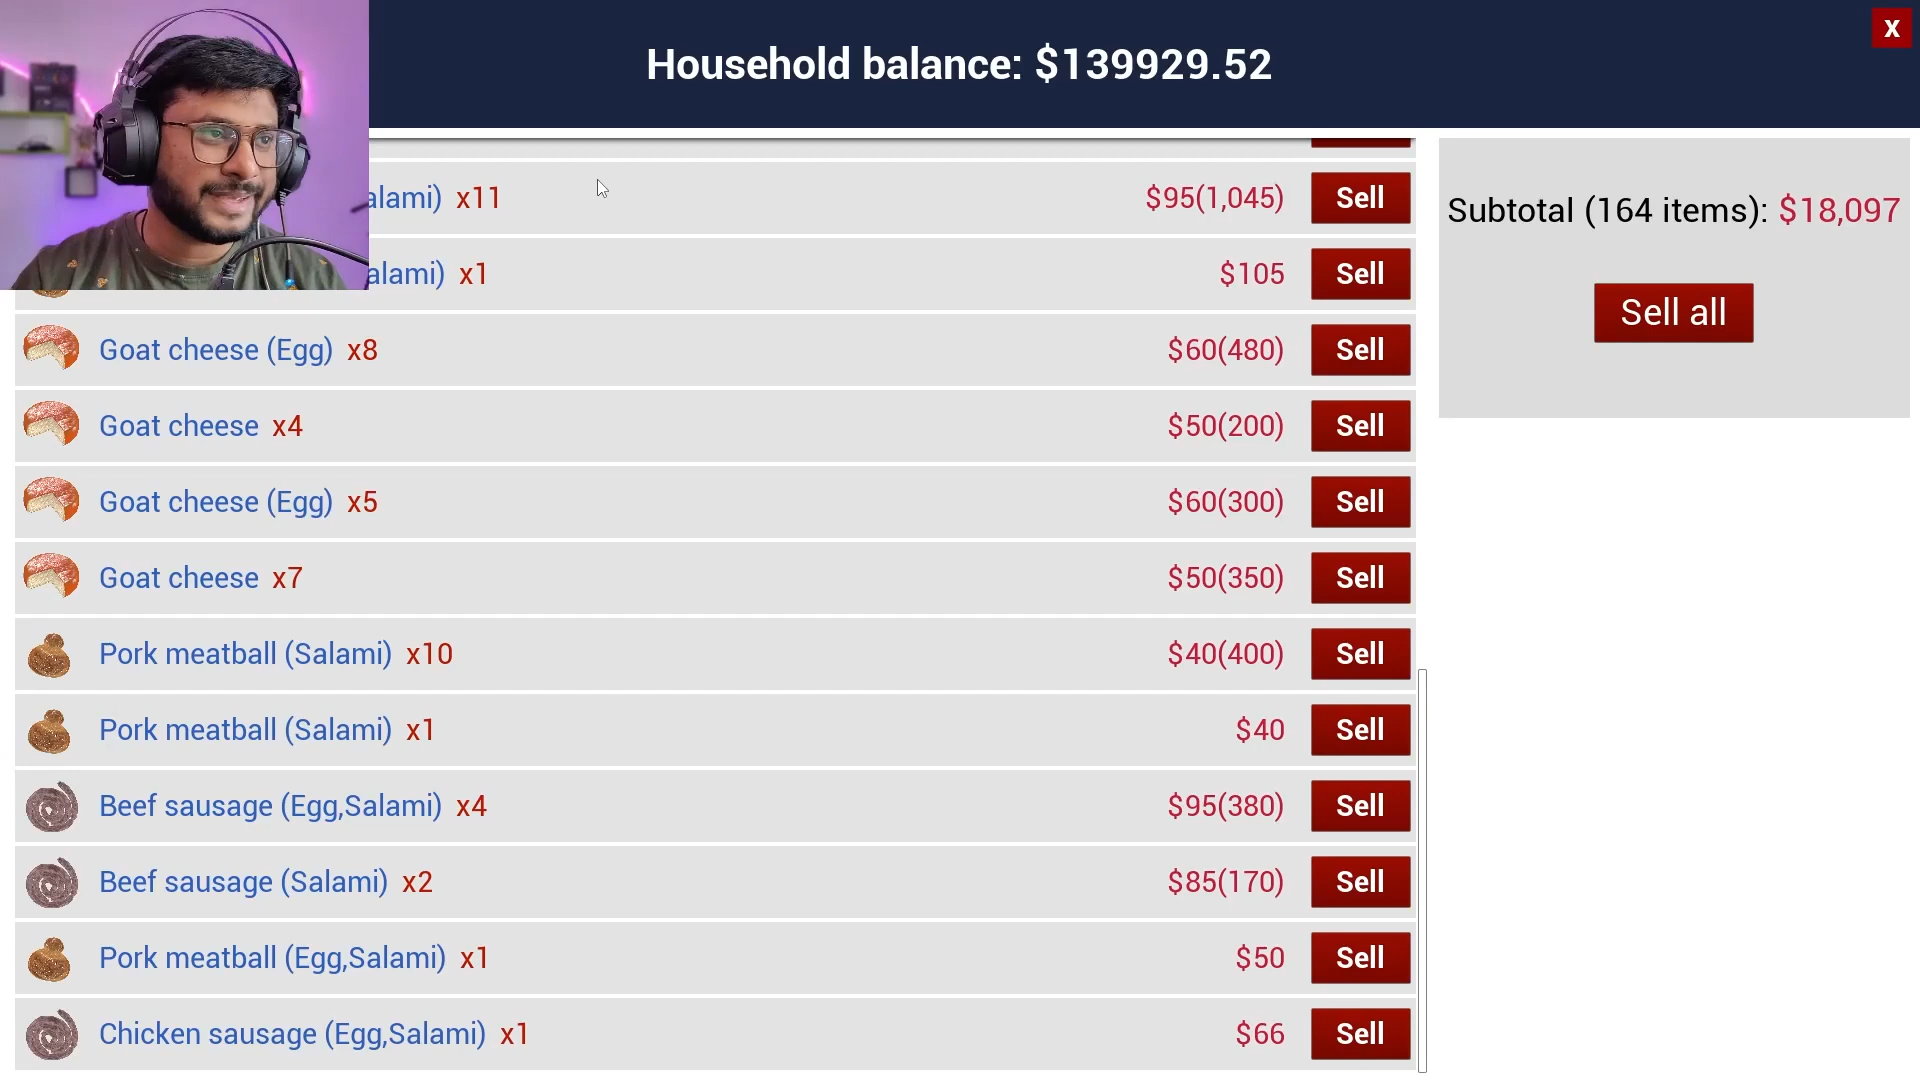 Household balance: $139929.52
x
alami) x11 $95(1,045) Sell
alami) x1 $105 Sell
Goat cheese (Egg) x8 $60(480) Sell
Goat cheese x4 $50(200) Sell
Goat cheese (Egg) x5 $60(300) Sell
Goat cheese x7 $50(350) Sell
Pork meatball (Salami) x10 $40(400) Sell
Pork meatball (Salami) x1 $40 Sell
Beef sausage (Egg,Salami) x4 $95(380) Sell
Beef sausage (Salami) x2 $85(170) Sell
Pork meatball (Egg,Salami) x1 $50 Sell
Chicken sausage (Egg,Salami) x1 $66 Sell
Subtotal (164 items): $18,097
Sell all